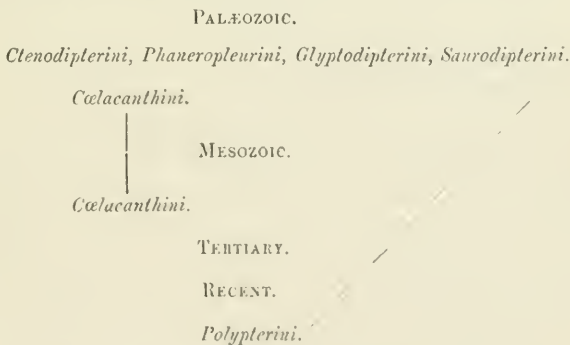 PALÆOZOIC.
Ctenodipterini, Phaneropleurini, Glyptodipterini, Saurodipterini.
Cœlacanthini.
MESOZOIC.
Cœlacanthini.
TERTIARY.
RECENT.
Polypterini.